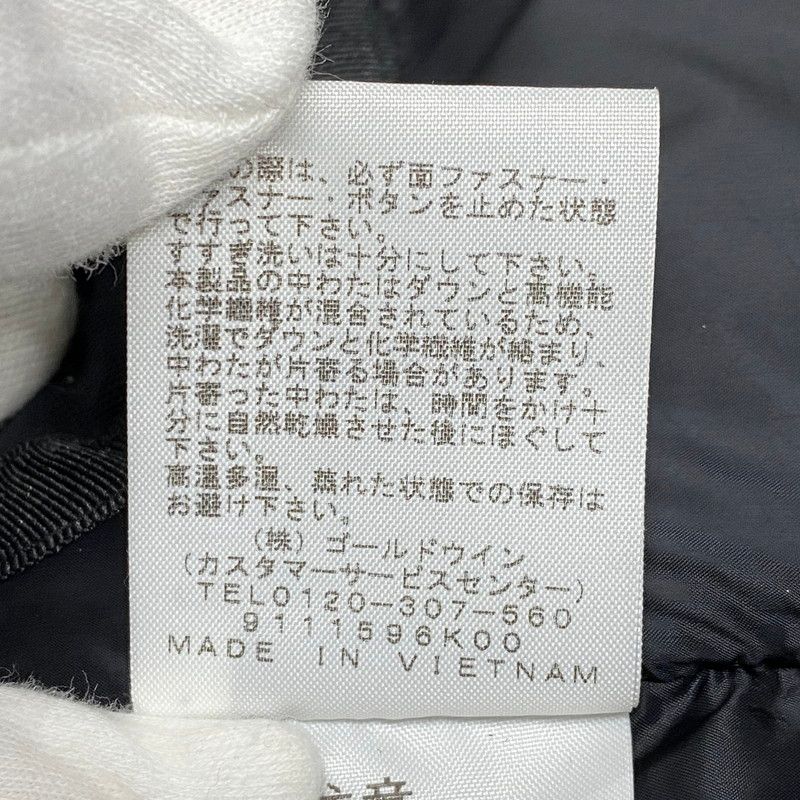 の際は、必ず面ファスナー・
ァスナー・ボタンを止めた状態
で行って下さい。
すすぎ洗いは十分にして下さい。
本製品の中わたはダウンと高機能
化学繊維が混合されているため、
洗濯でダウンと化学繊維が絡まり、
中わたが片寄る場合があります。
片寄った中わたは、時間をかけ十
分に自然乾燥させた後にほぐして
下さい。
高温多湿、蒸れた状態での保存は
お避け下さい。
(株)ゴールドウイン
(カスタマーサービスセンター)
TEL0120-307-560
9111596K00
MADE IN VIETNAM
注意